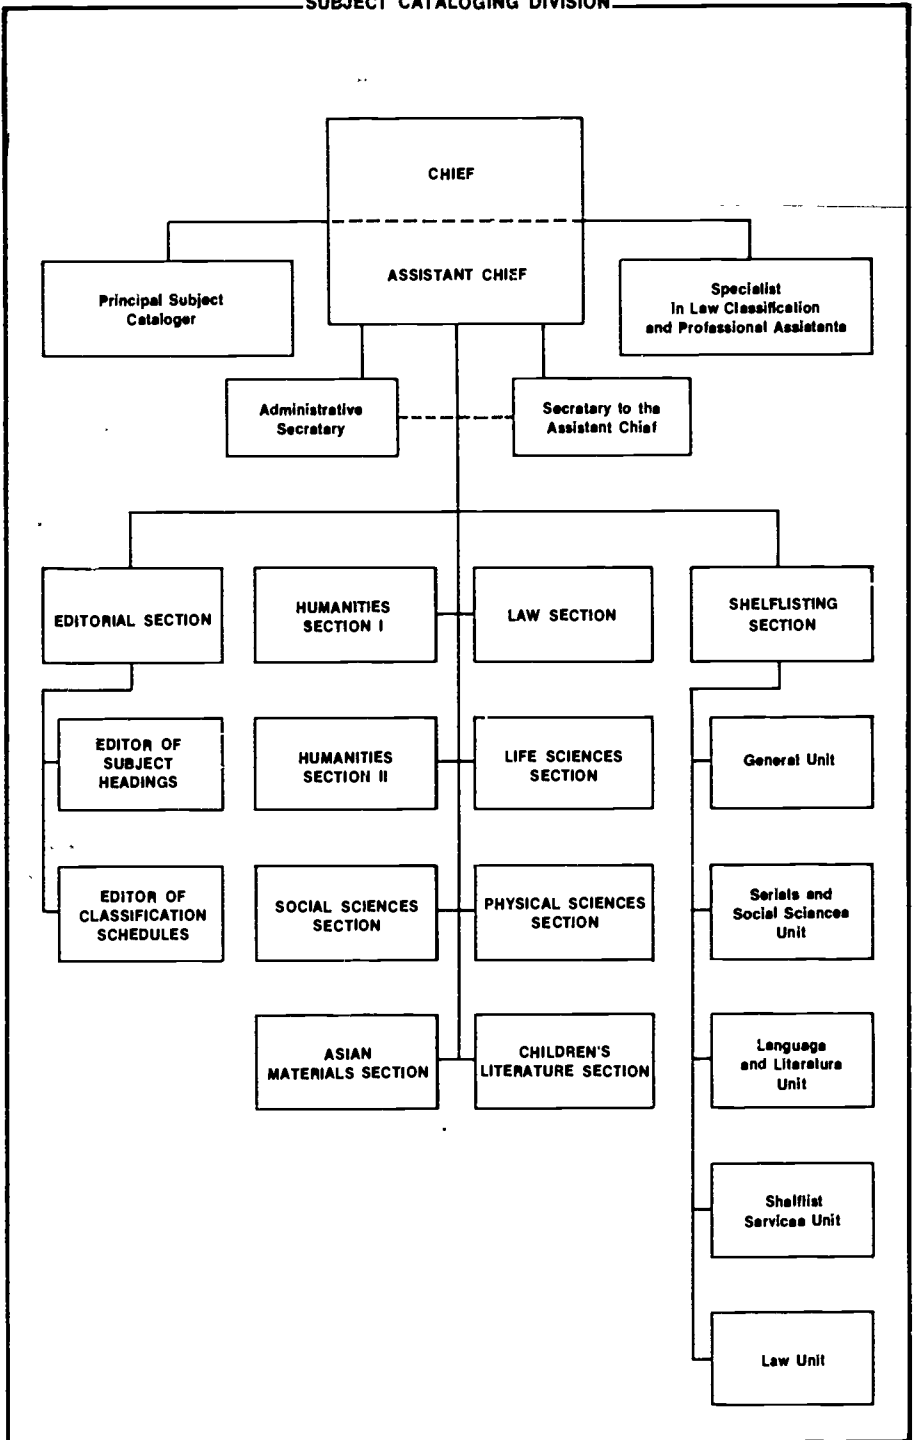 SUBJECT CATALOGING DIVISION
CHIEF
ASSISTANT CHIEF
Principal Subject
Cataloger
Specialist
in Law Classification
and Professional Assistants
Administrative
Secretary
Secretary to the
Assistant Chief
EDITORIAL SECTION
HUMANITIES
SECTION I
LAW SECTION
SHELFLISTING
SECTION
EDITOR OF
SUBJECT
HEADINGS
HUMANITIES
SECTION II
LIFE SCIENCES
SECTION
General Unit
EDITOR OF
CLASSIFICATION
SCHEDULES
SOCIAL SCIENCES
SECTION
PHYSICAL SCIENCES
SECTION
Serials and
Social Sciences
Unit
ASIAN
MATERIALS SECTION
CHILDREN'S
LITERATURE SECTION
Language
and Literature
Unit
Shelflist
Services Unit
Law Unit